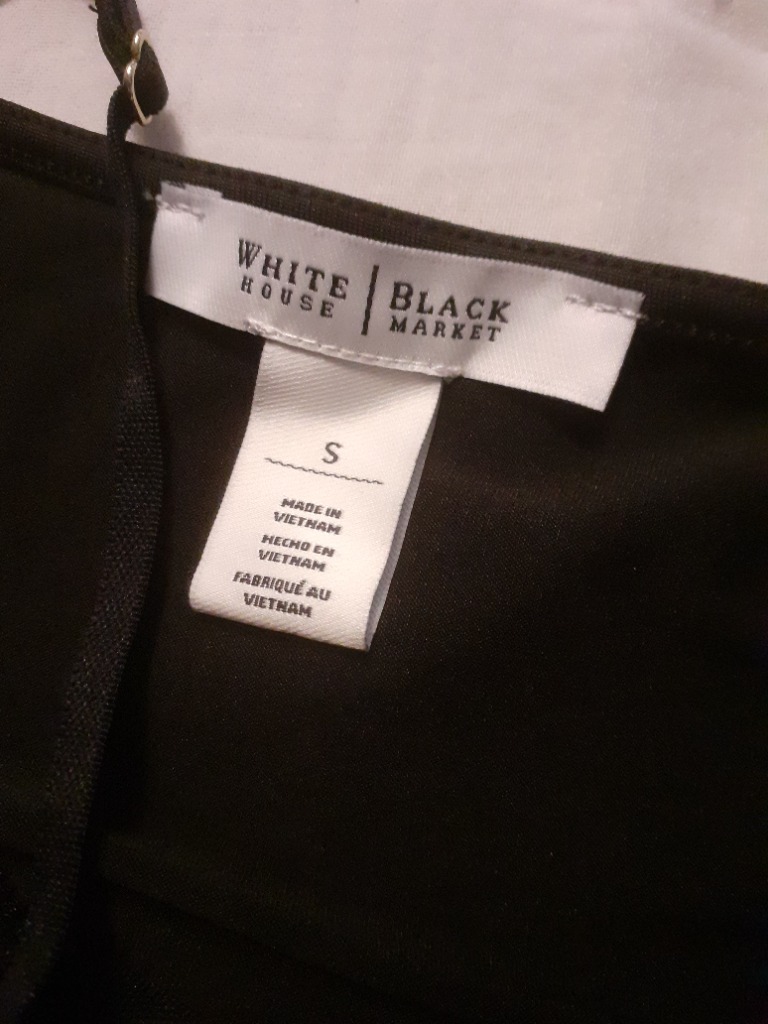 WHITE HOUSE | BLACK MARKET
S
MADE IN
VIETNAM
HECHO EN
VIETNAM
FABRIQUÉ AU
VIETNAM